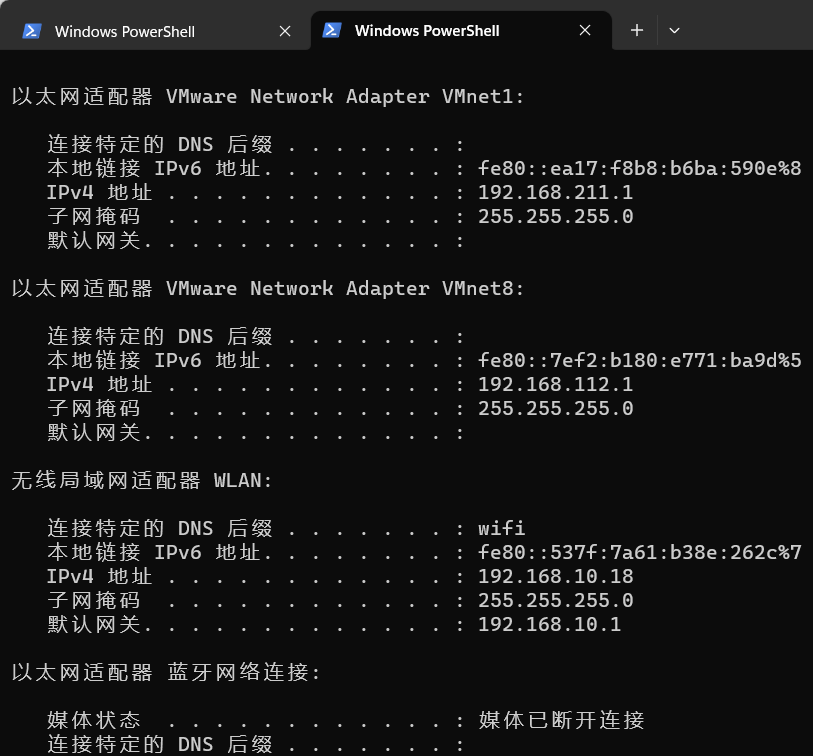 Windows PowerShell
Windows PowerShell
以太网适配器 VMware Network Adapter VMnet1:
连接特定的 DNS 后缀 . . . . . . . :
本地链接 IPv6 地址. . . . . . . . : fe80::ea17:f8b8:b6ba:590e%8
IPv4 地址 . . . . . . . . . . . . : 192.168.211.1
子网掩码  . . . . . . . . . . . . : 255.255.255.0
默认网关. . . . . . . . . . . . . :
以太网适配器 VMware Network Adapter VMnet8:
连接特定的 DNS 后缀 . . . . . . . :
本地链接 IPv6 地址. . . . . . . . : fe80::7ef2:b180:e771:ba9d%5
IPv4 地址 . . . . . . . . . . . . : 192.168.112.1
子网掩码  . . . . . . . . . . . . : 255.255.255.0
默认网关. . . . . . . . . . . . . :
无线局域网适配器 WLAN:
连接特定的 DNS 后缀 . . . . . . . : wifi
本地链接 IPv6 地址. . . . . . . . : fe80::537f:7a61:b38e:262c%7
IPv4 地址 . . . . . . . . . . . . : 192.168.10.18
子网掩码  . . . . . . . . . . . . : 255.255.255.0
默认网关. . . . . . . . . . . . . : 192.168.10.1
以太网适配器 蓝牙网络连接:
媒体状态  . . . . . . . . . . . . : 媒体已断开连接
连接特定的 DNS 后缀 . . . . . . . :